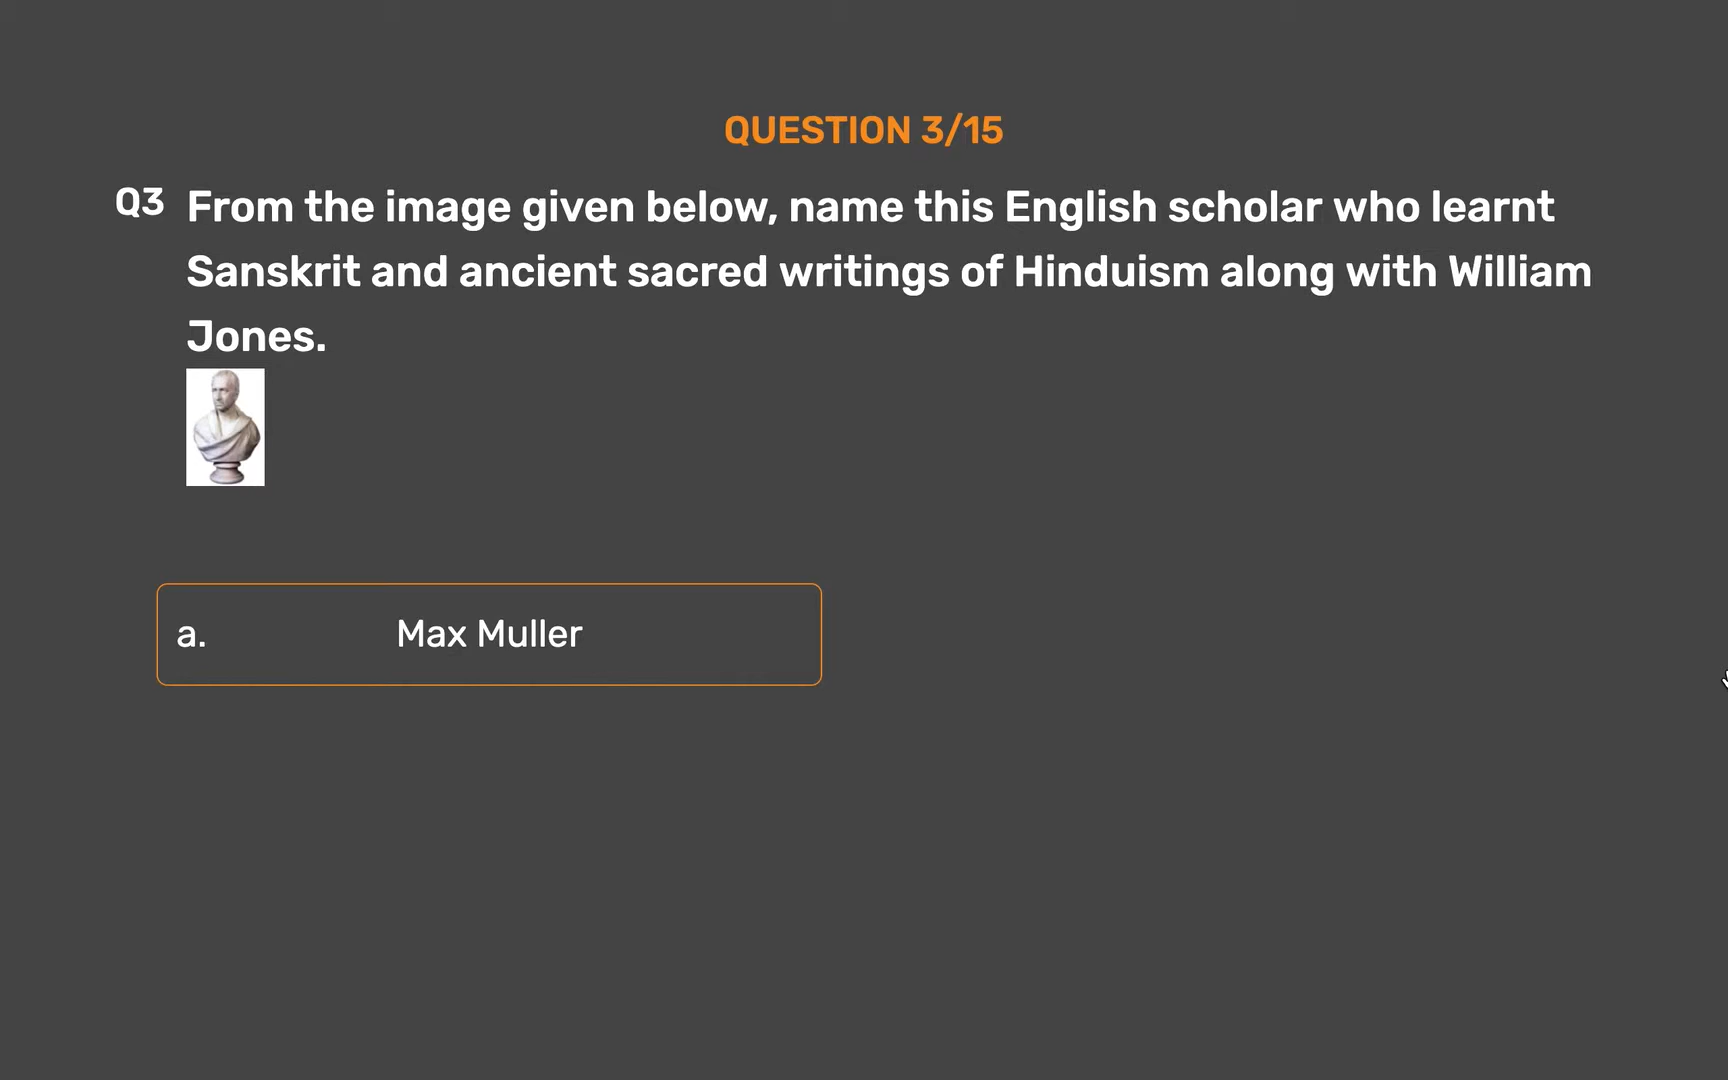 QUESTION 3/15
Q3 From the image given below, name this English scholar who learnt
Sanskrit and ancient sacred writings of Hinduism along with William
Jones.
a. Max Muller